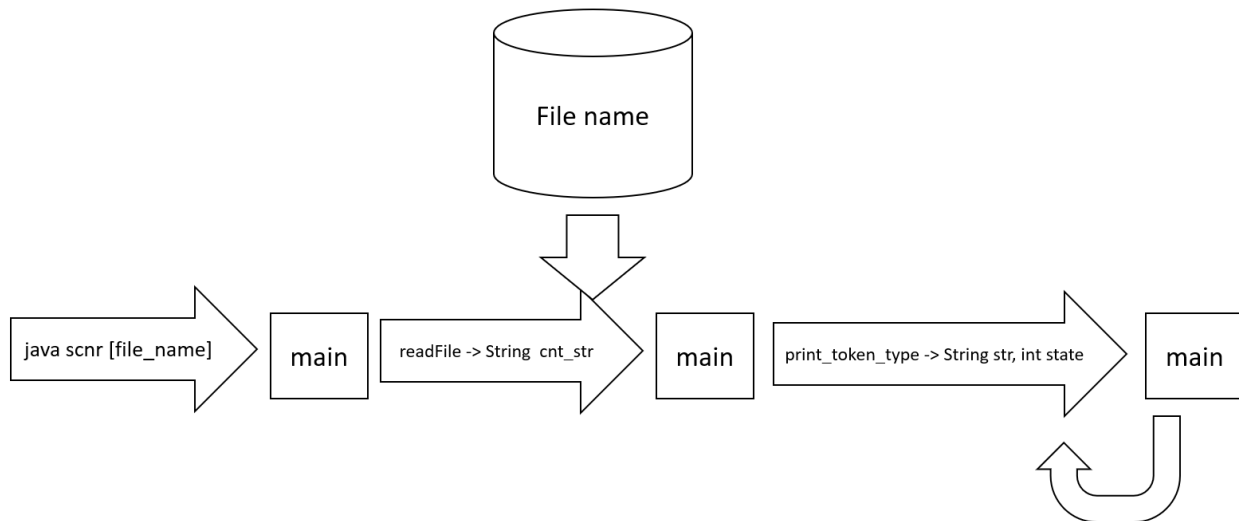 File name
java scnr [file_name]
main
readFile -> String cnt_str
main
print_token_type -> String str, int state
main